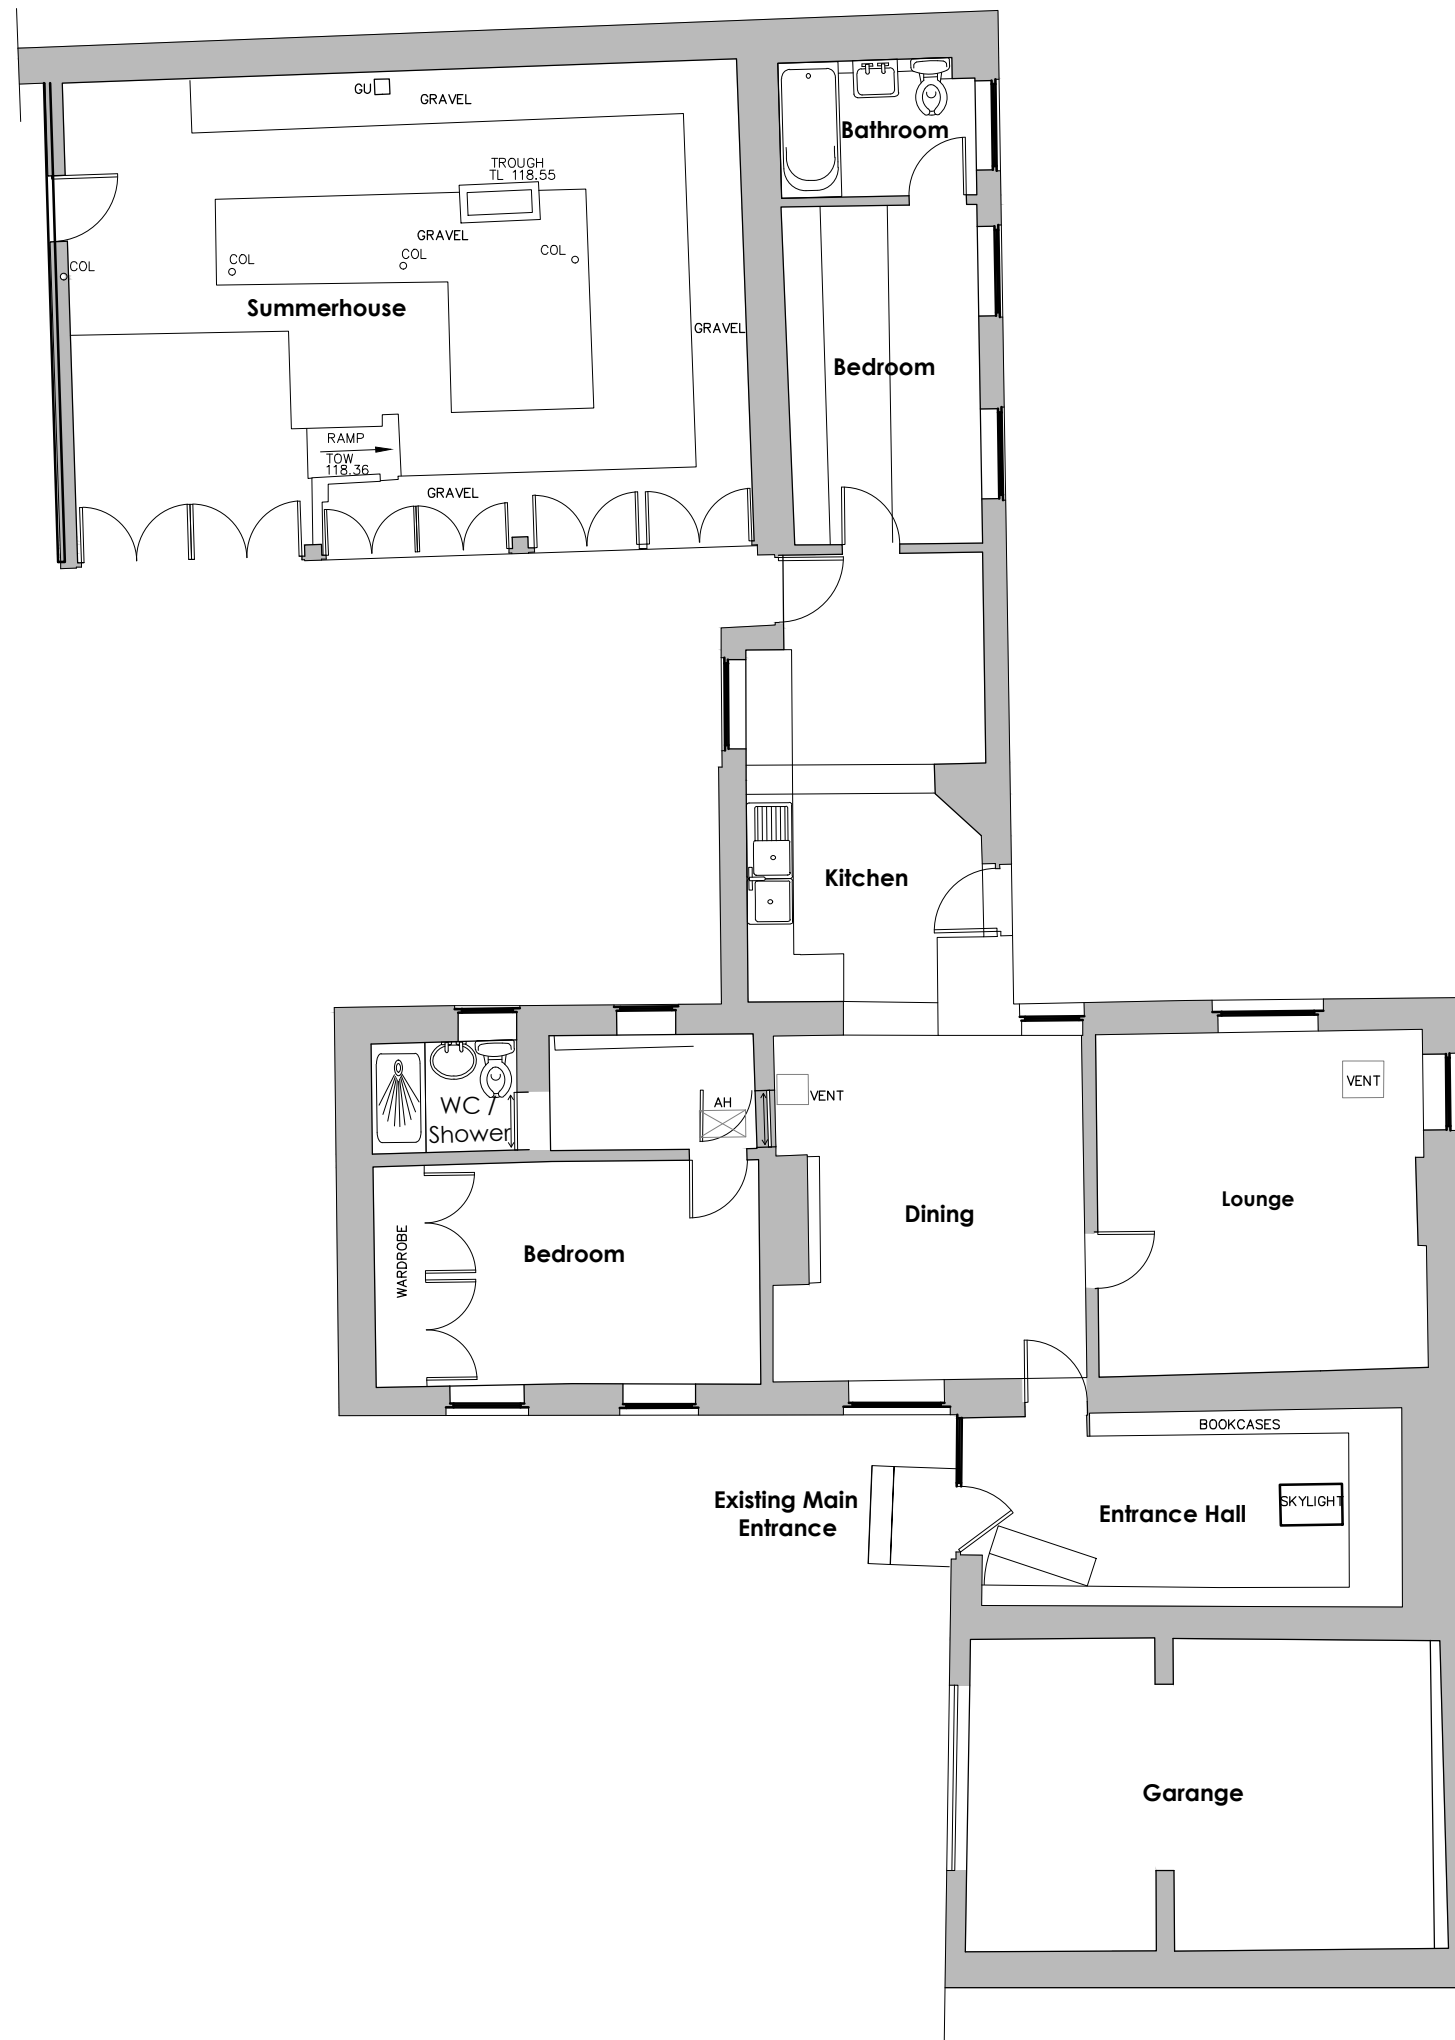 GU
GRAVEL
Bathroom
TROUGH
TL 118.55
GRAVEL
COL
COL
COL
COL
Summerhouse
GRAVEL
Bedroom
RAMP
TOW
118.36
GRAVEL
Kitchen
WC /
Shower
AH
VENT
VENT
Dining
Lounge
WARDROBE
Bedroom
BOOKCASES
Existing Main
Entrance
Entrance Hall
SKYLIGHT
Garange